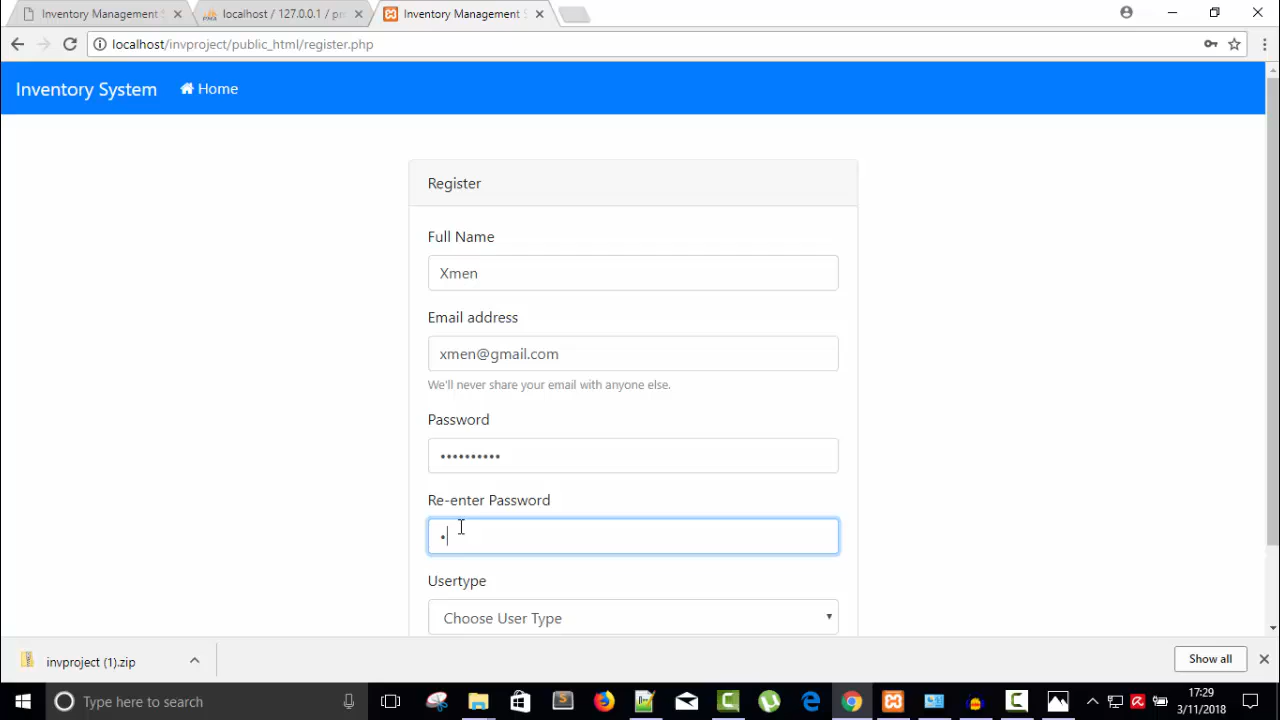 Inventory Management S
localhost / 127.0.0.1 / pr
Inventory Management S
localhost/invproject/public_html/register.php
Inventory System Home
Register
Full Name
Xmen
Email address
xmen@gmail.com
We'll never share your email with anyone else.
Password
••••••••••
Re-enter Password
•
Usertype
Choose User Type
invproject (1).zip
Show all
Type here to search
17:29
3/11/2018